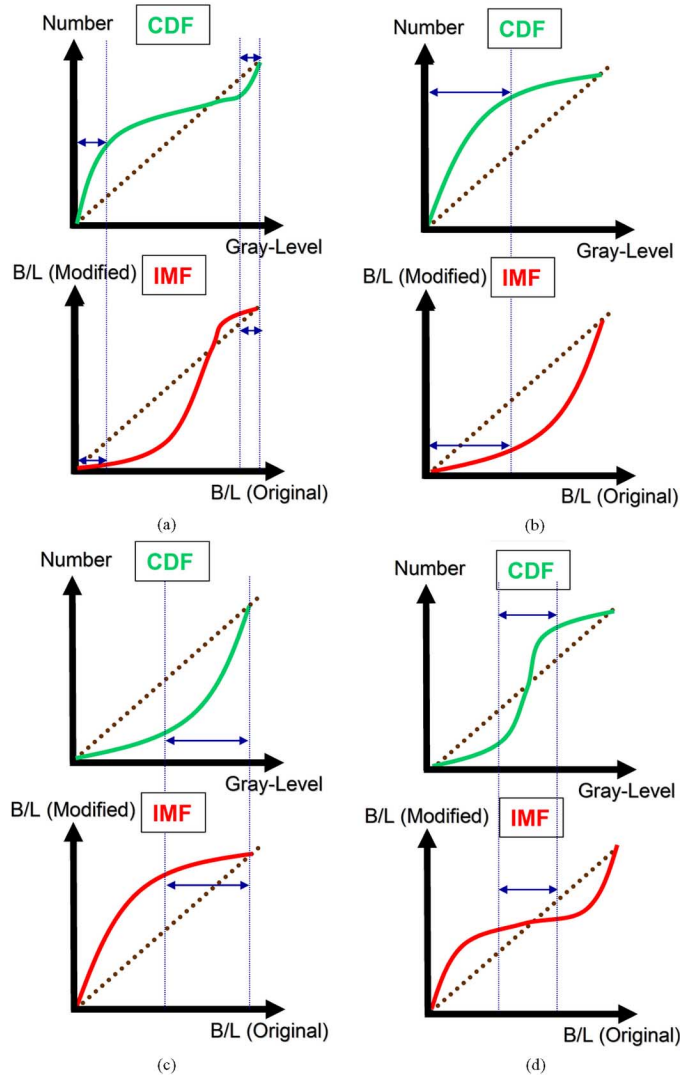 Number CDF
Gray-Level
B/L (Modified) IMF
B/L (Original)
(a)
Number CDF
Gray-Level
B/L (Modified) IMF
B/L (Original)
(b)
Number CDF
Gray-Level
B/L (Modified) IMF
B/L (Original)
(c)
Number CDF
Gray-Level
B/L (Modified) IMF
B/L (Original)
(d)